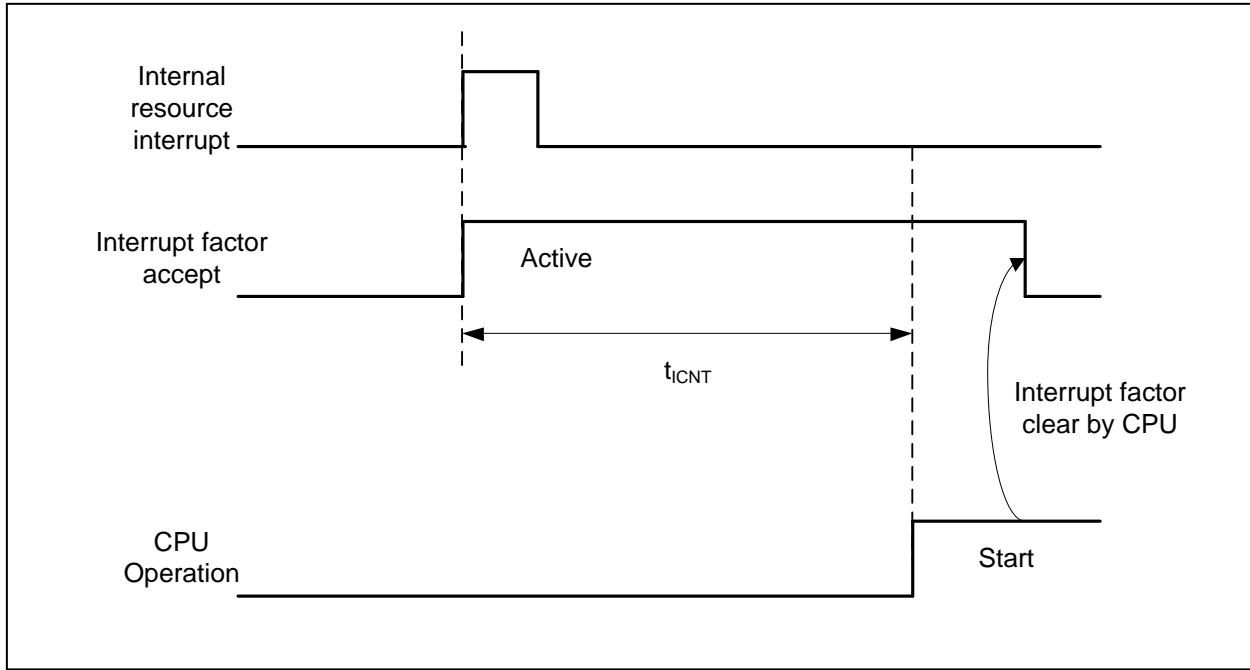 Internal
resource
interrupt
Interrupt factor
accept
Active
tICNT
Interrupt factor
clear by CPU
CPU
Operation
Start